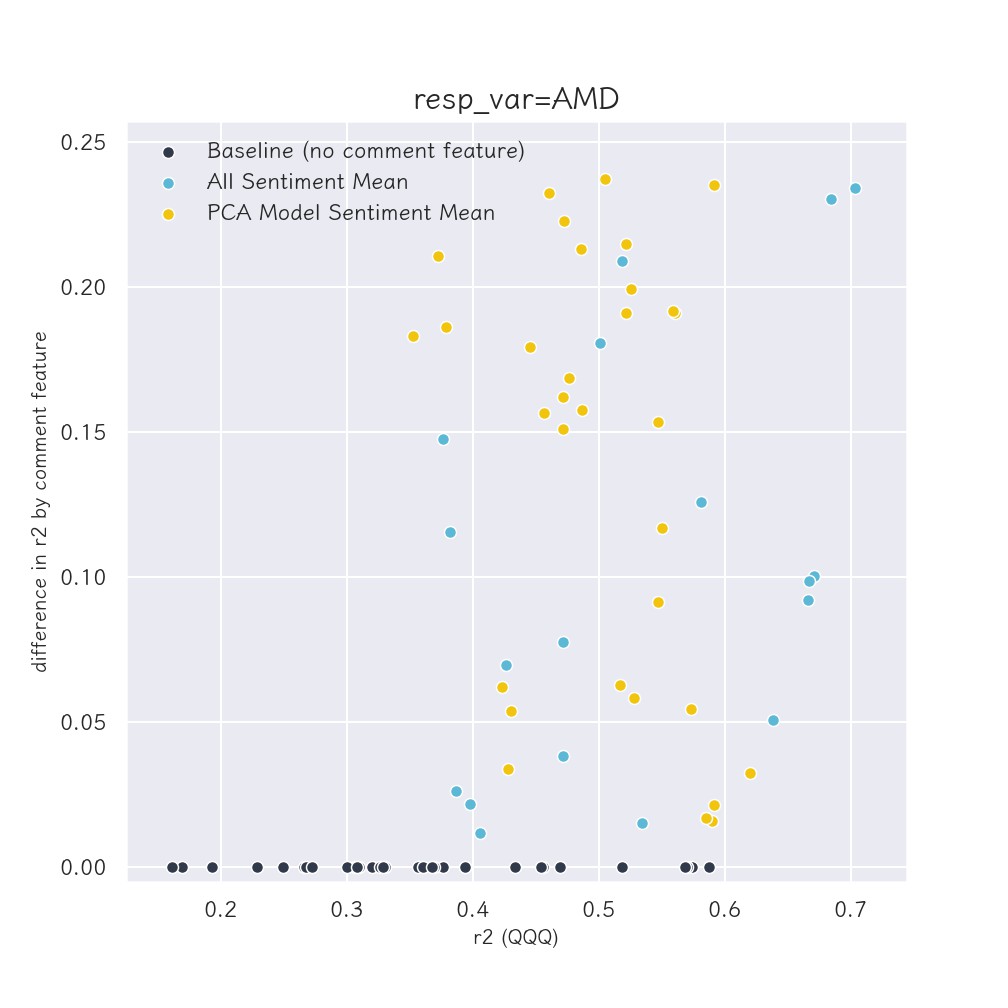 resp_var=AMD
Baseline (no comment feature)
All Sentiment Mean
PCA Model Sentiment Mean
difference in r2 by comment feature
0.25
0.20
0.15
0.10
0.05
0.00
0.2 0.3 0.4 0.5 0.6 0.7
r2 (QQQ)